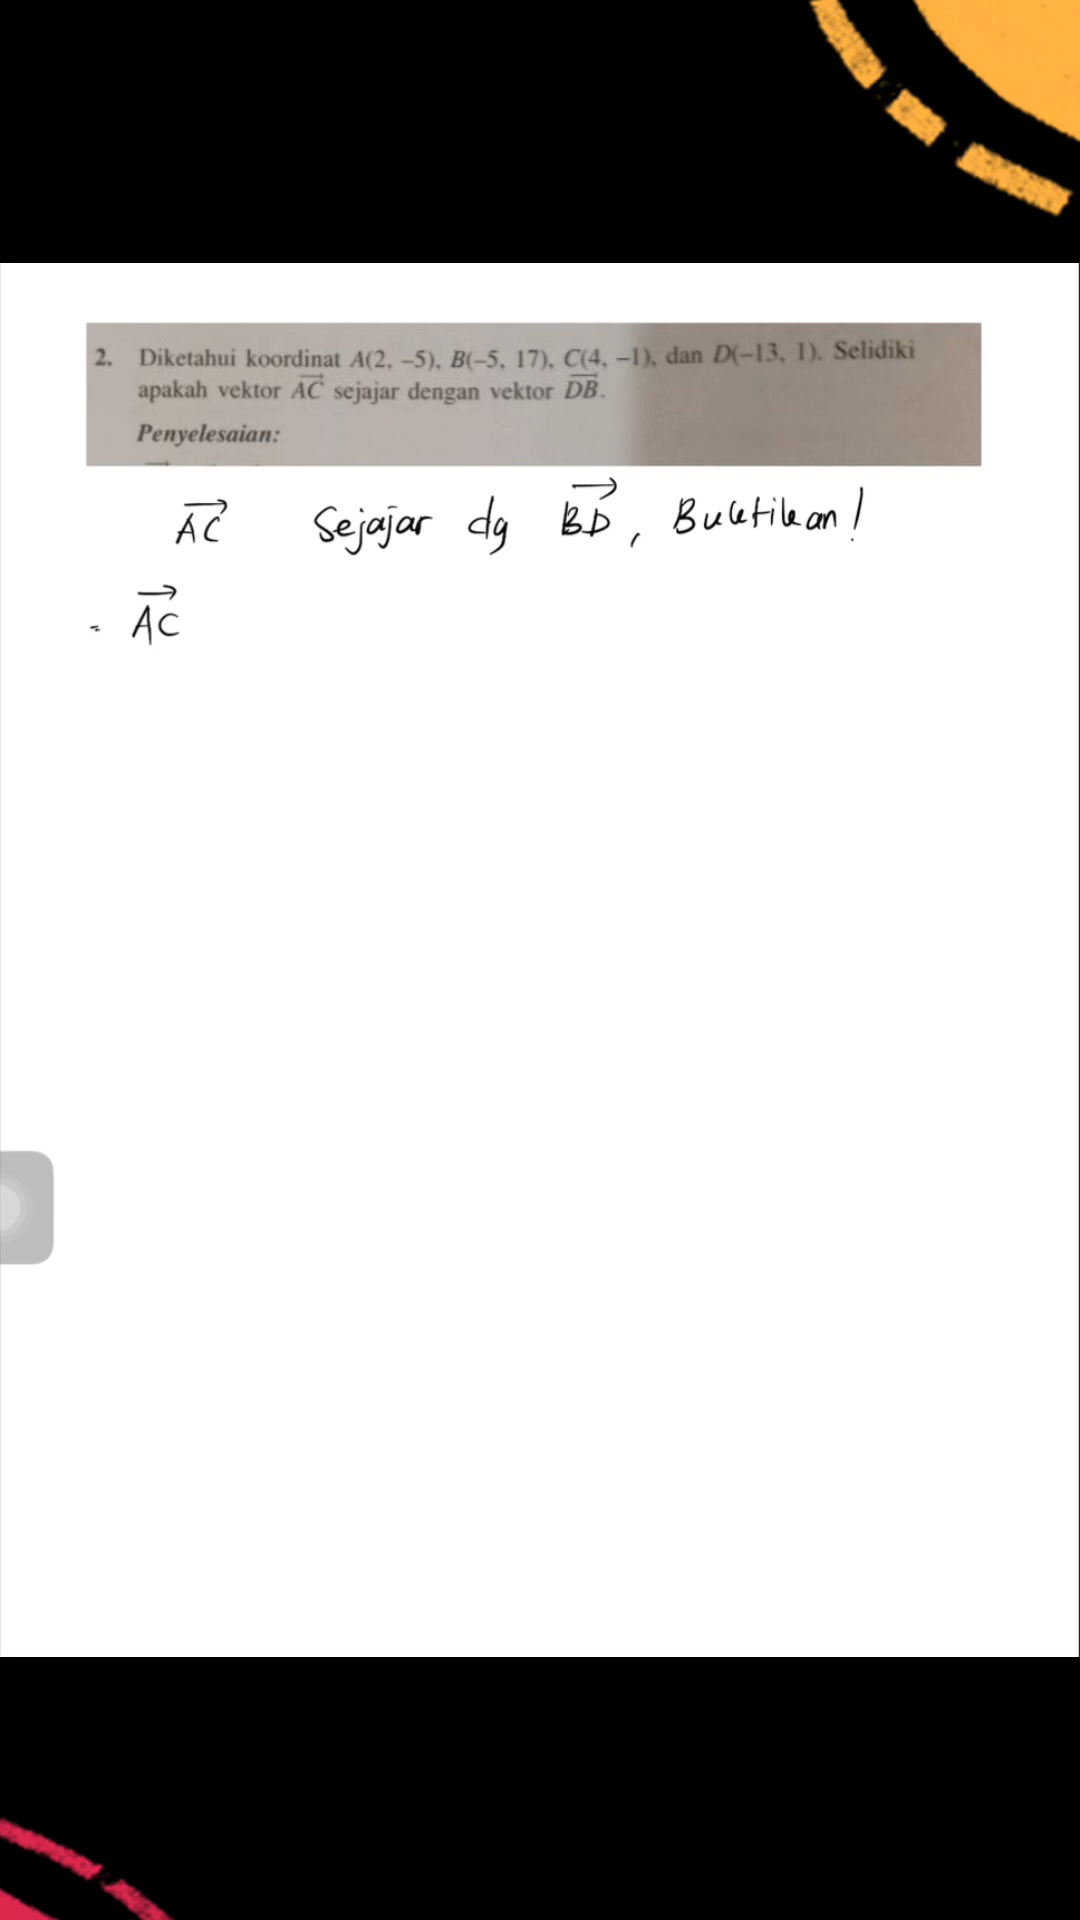 2. Diketahui koordinat A(2, –5), B(–5, 17), C(4, –1), dan D(–13, 1). Selidiki
apakah vektor AC sejajar dengan vektor DB.
Penyelesaian:
AC sejajar dg BD, Buktikan!
= AC